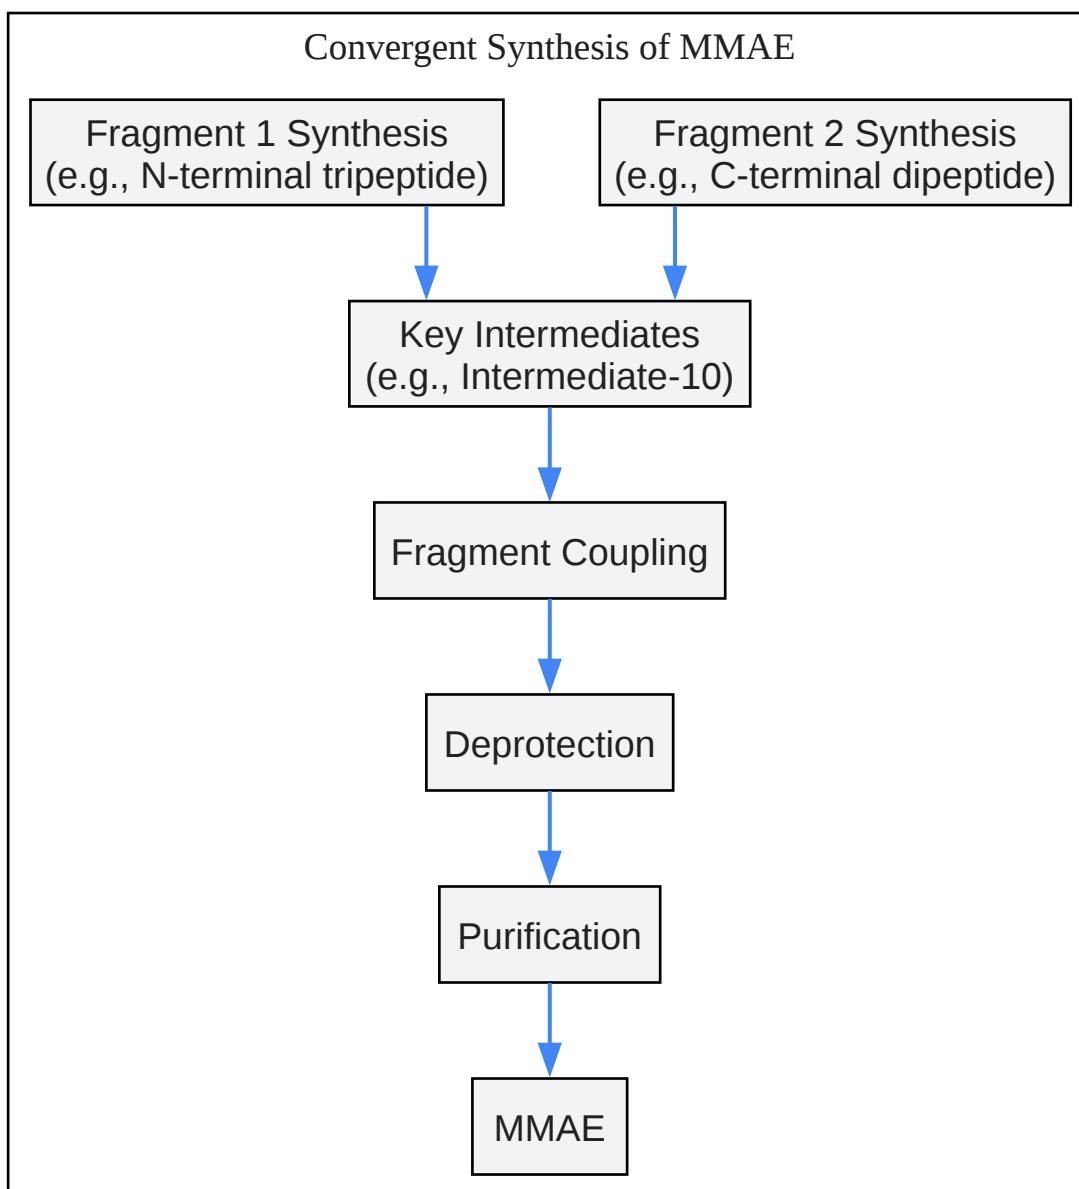 Convergent Synthesis of MMAE
Fragment 1 Synthesis
(e.g., N-terminal tripeptide)
Fragment 2 Synthesis
(e.g., C-terminal dipeptide)
Key Intermediates
(e.g., Intermediate-10)
Fragment Coupling
Deprotection
Purification
MMAE